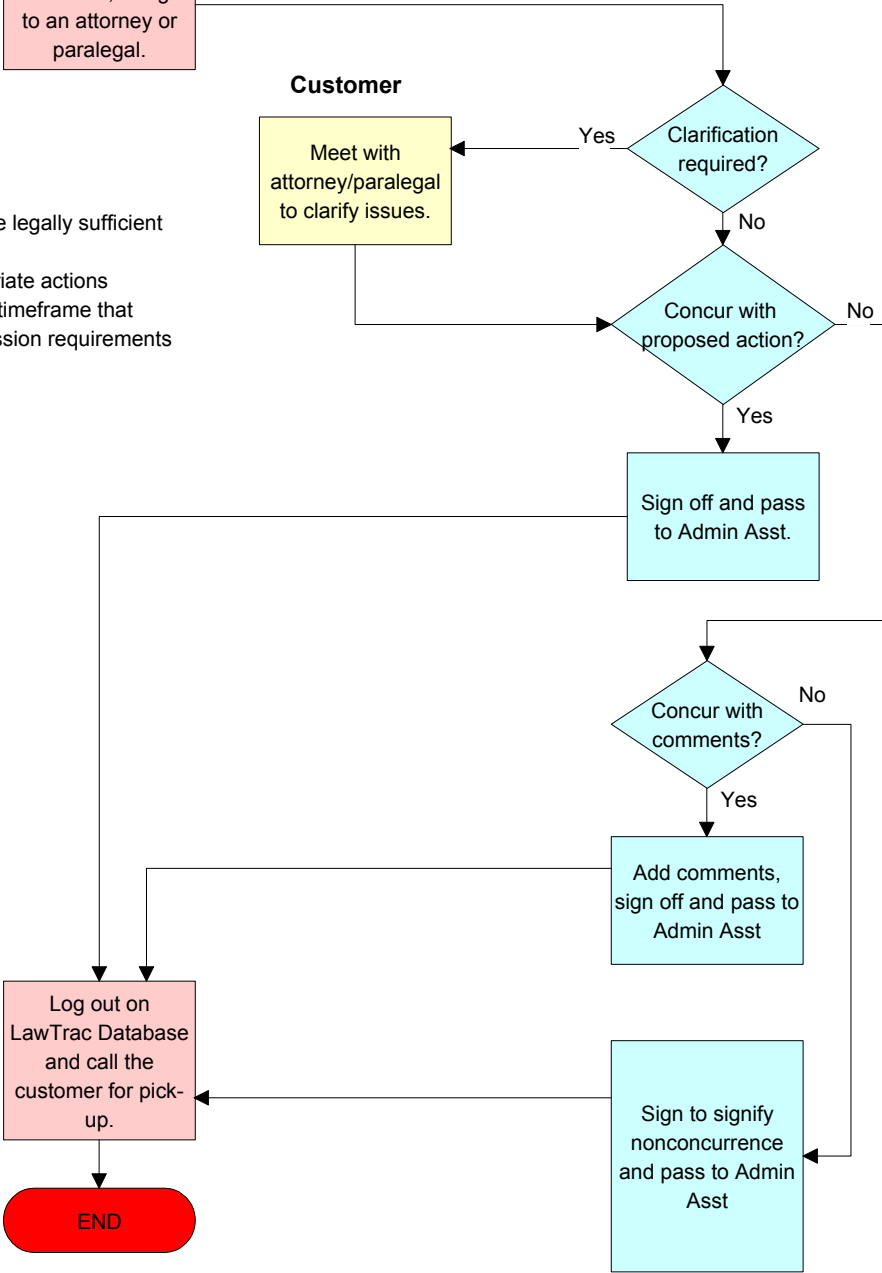 to an attorney or
paralegal.
Customer
Meet with
attorney/paralegal
to clarify issues.
Yes
Clarification
required?
No
legally sufficient
actions
timeframe that
requirements
Concur with
proposed action?
No
Yes
Sign off and pass
to Admin Asst.
Concur with
comments?
No
Yes
Add comments,
sign off and pass to
Admin Asst
Log out on
LawTrac Database
and call the
customer for pick-
up.
Sign to signify
nonconcurrence
and pass to Admin
Asst
END